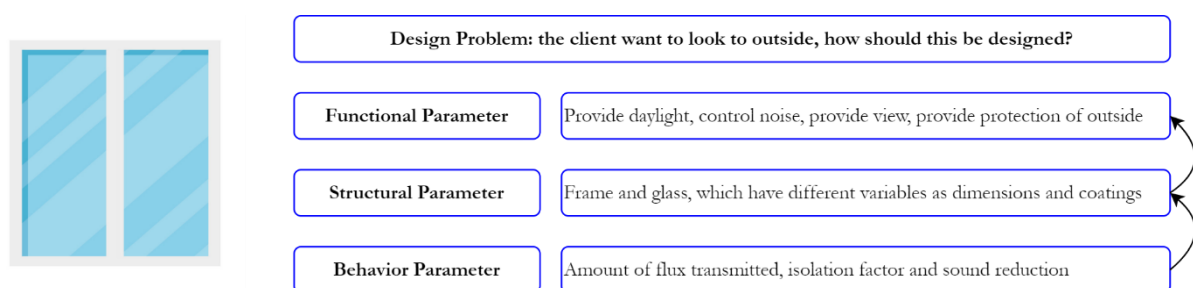 Design Problem: the client want to look to outside, how should this be designed?
Functional Parameter
Provide daylight, control noise, provide view, provide protection of outside
Structural Parameter
Frame and glass, which have different variables as dimensions and coatings
Behavior Parameter
Amount of flux transmitted, isolation factor and sound reduction